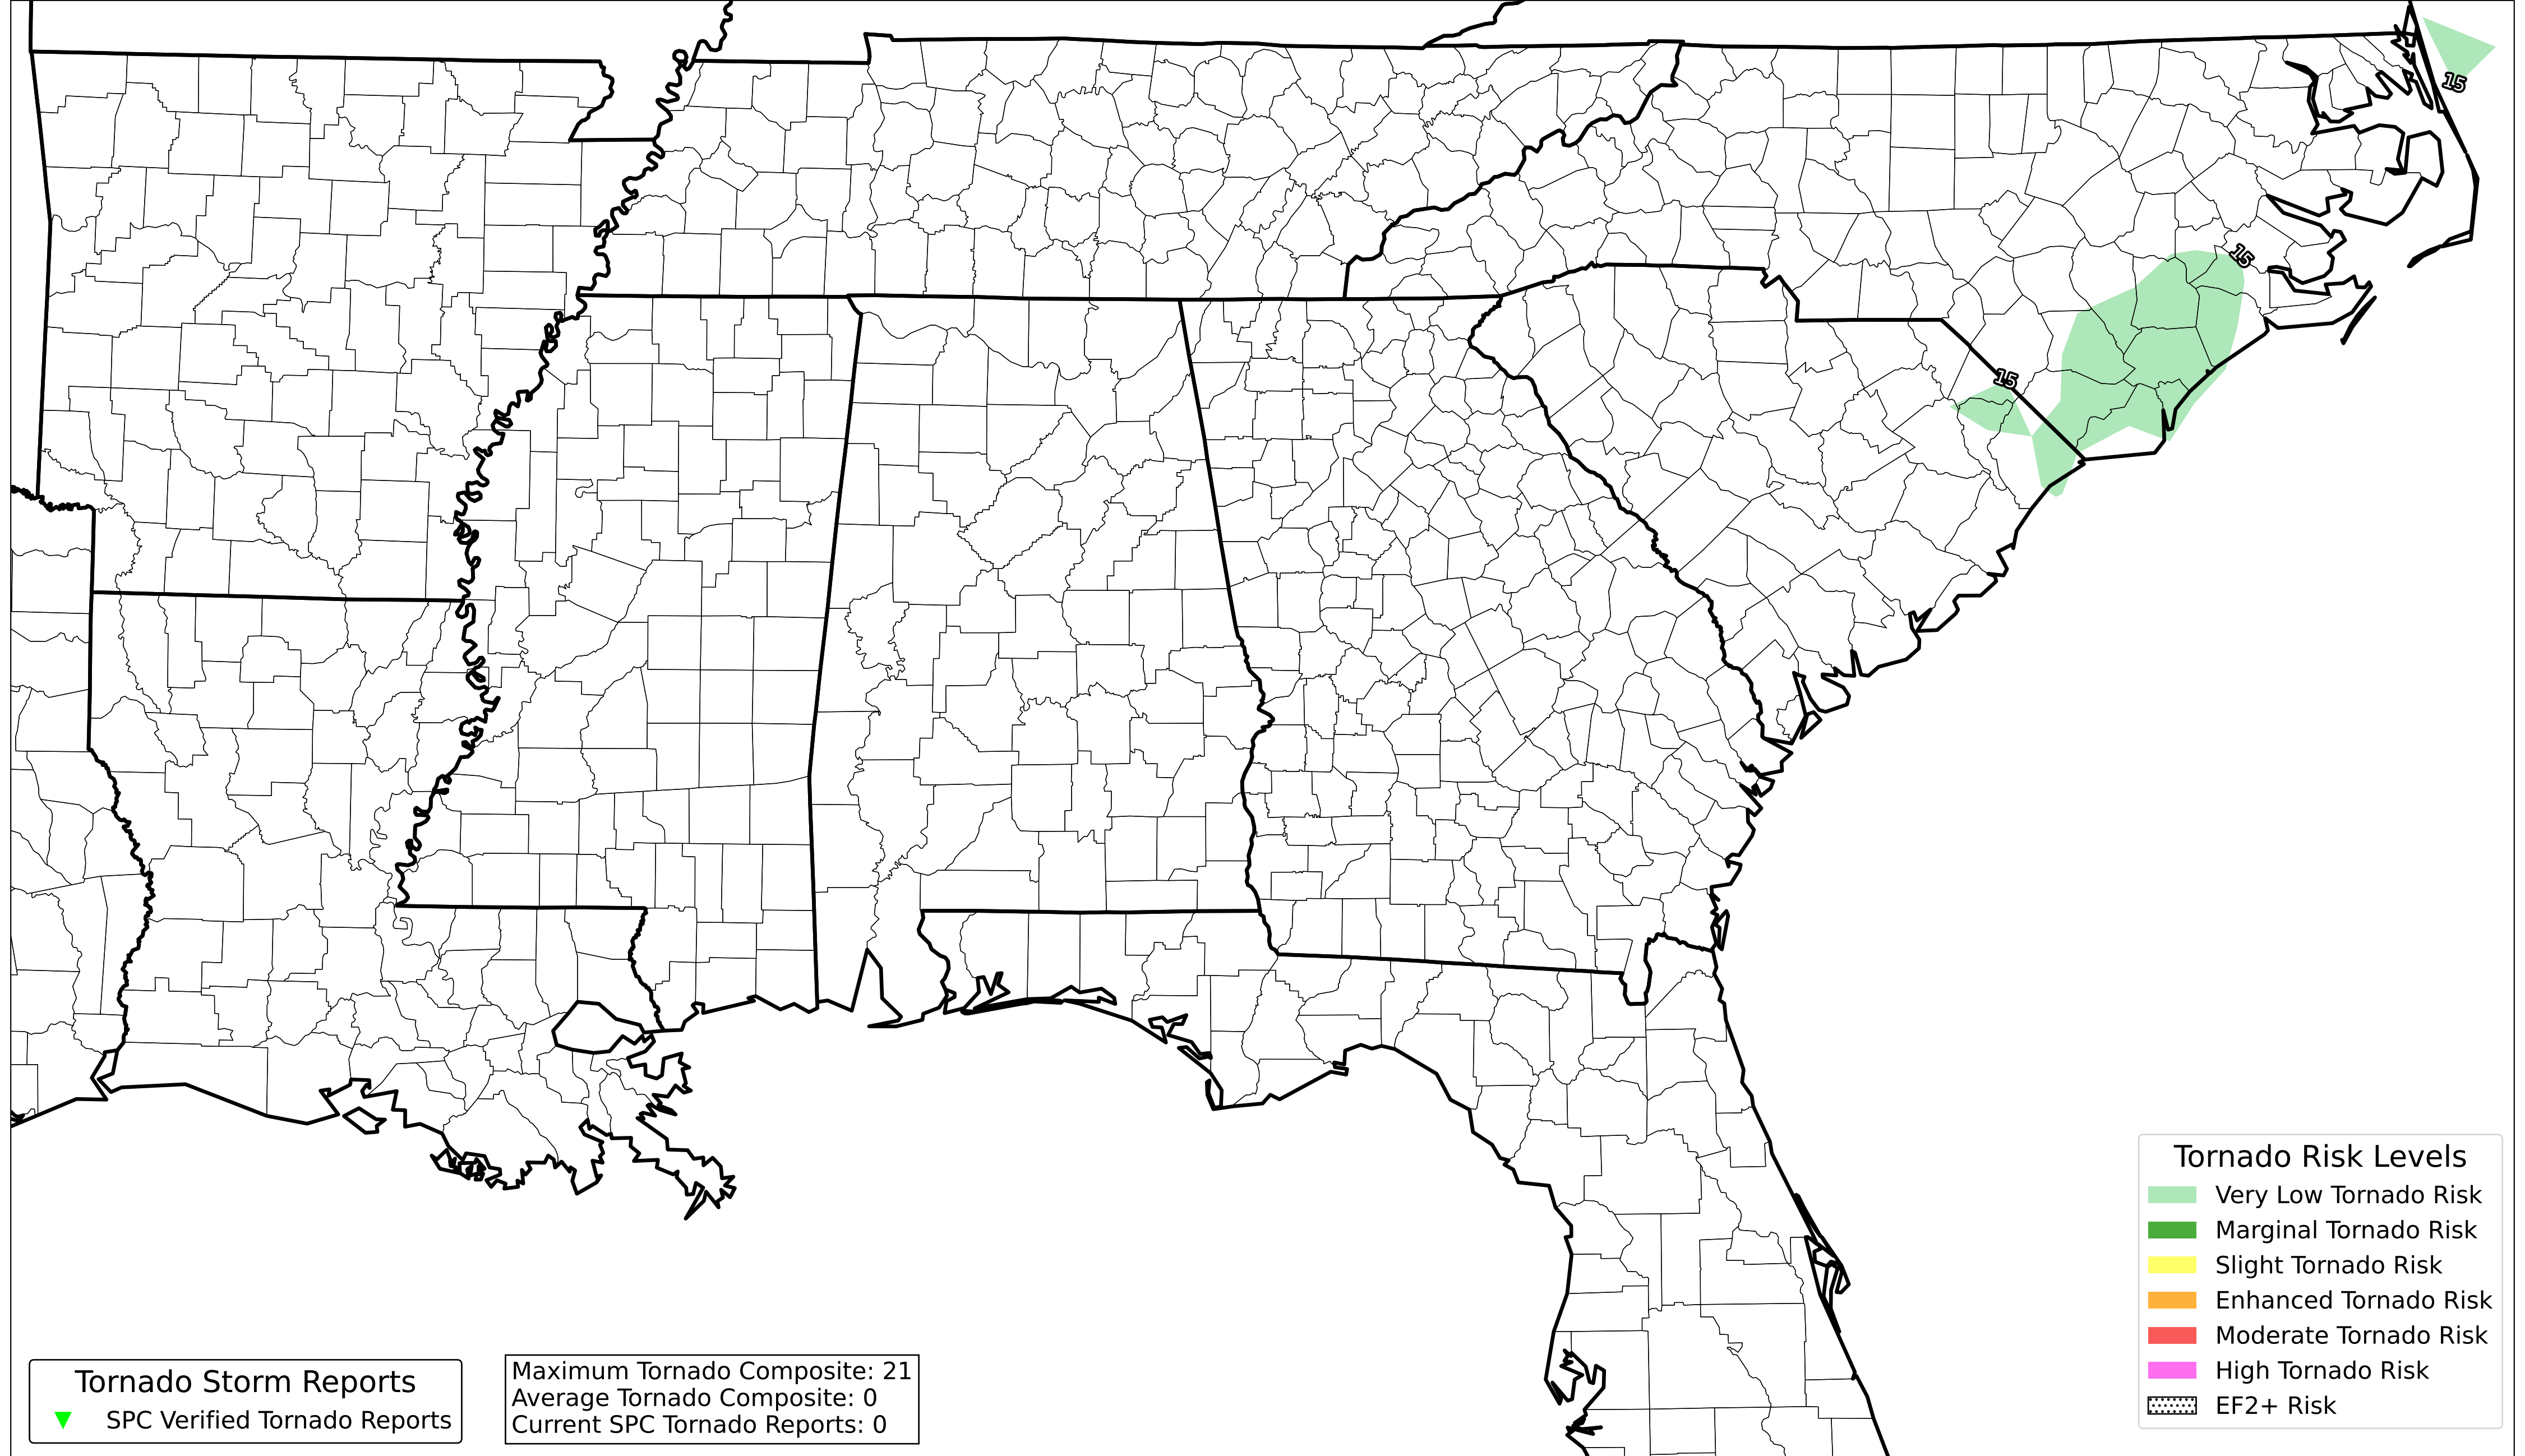 15
15
15
Tornado Risk Levels
Very Low Tornado Risk
Marginal Tornado Risk
Slight Tornado Risk
Enhanced Tornado Risk
Moderate Tornado Risk
High Tornado Risk
EF2+ Risk
Tornado Storm Reports
SPC Verified Tornado Reports
Maximum Tornado Composite: 21
Average Tornado Composite: 0
Current SPC Tornado Reports: 0